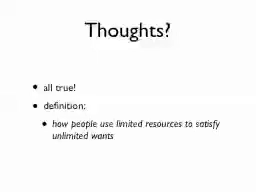 Thoughts?
• all true!
• definition:
• how people use limited resources to satisfy
unlimited wants